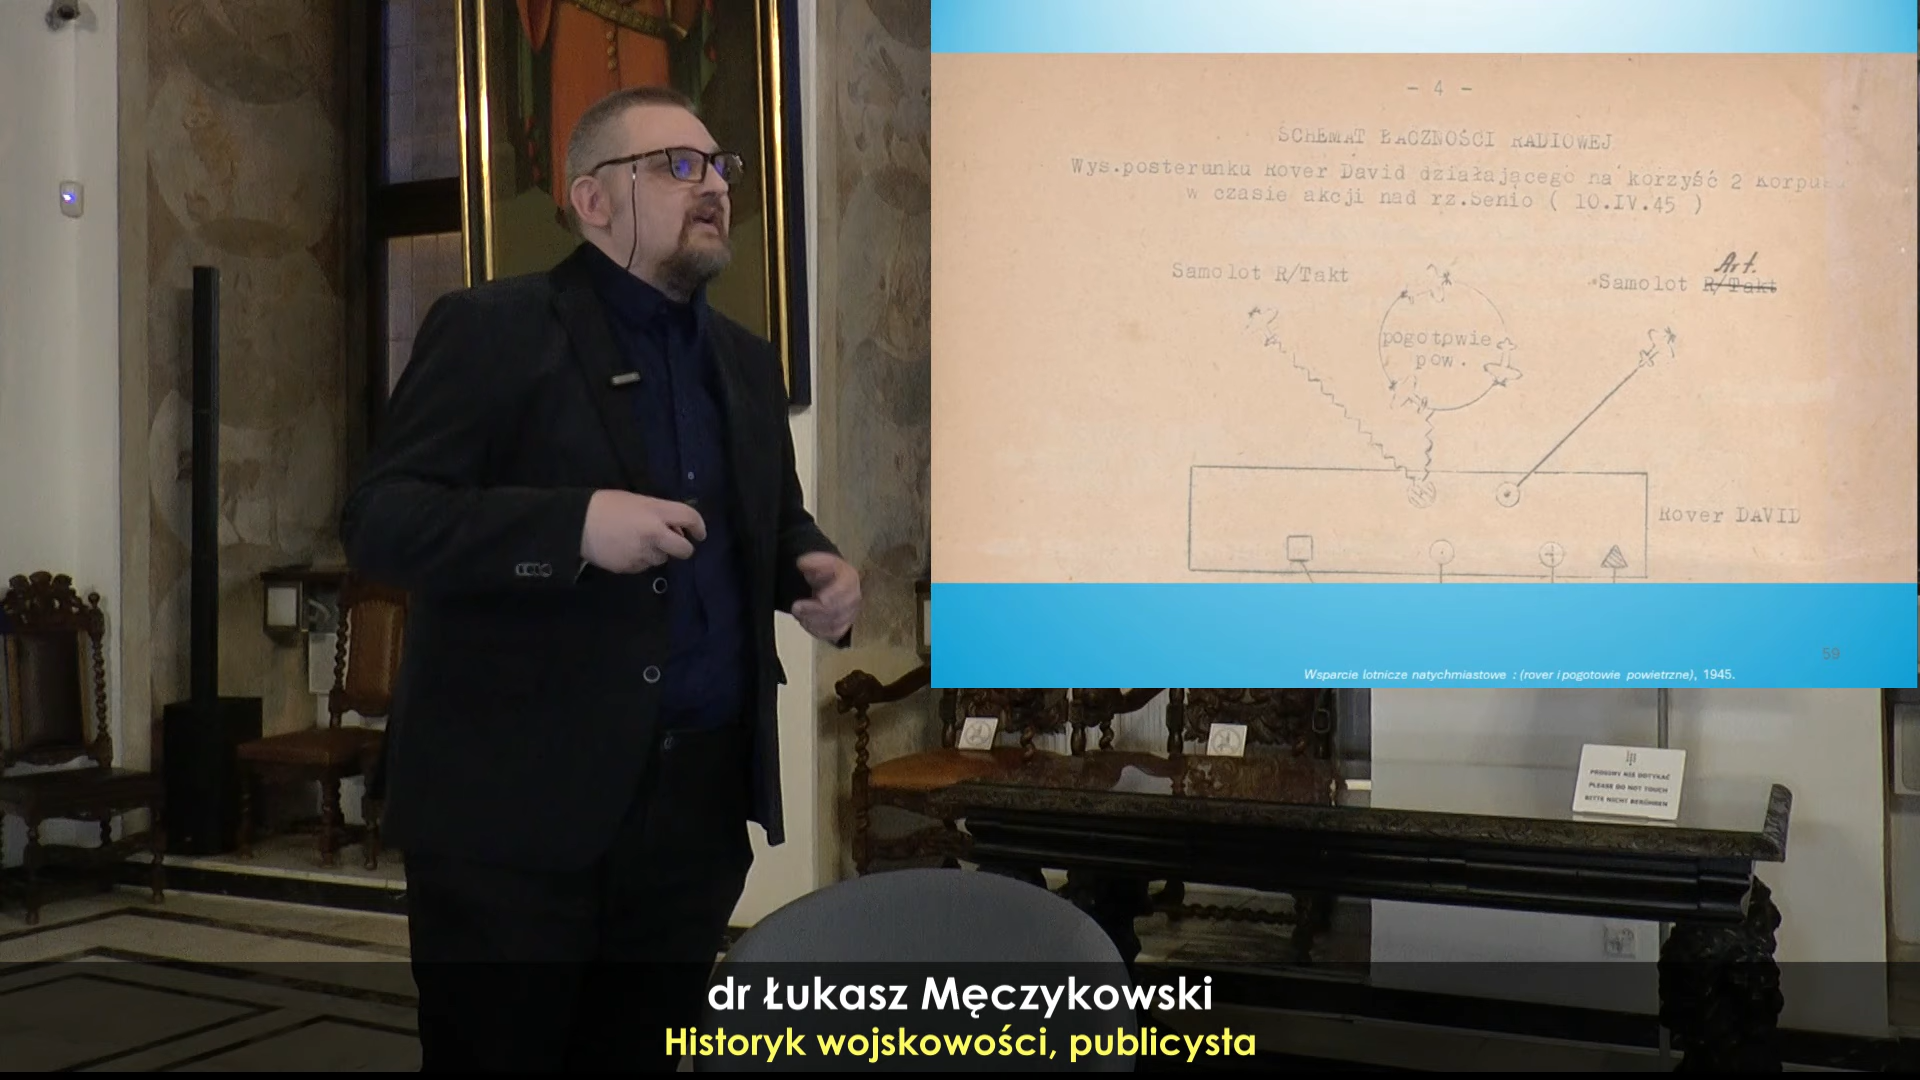 - 4 -
SCHEMAT ŁĄCZNOŚCI RADIOWEJ
Wys.posterunku Rover David działającego na korzyść 2 Korpusu
w czasie akcji nad rz.Senio ( 10.IV.45 )
Samolot R/Takt
Art.
Samolot R/Takt
pogotowie
pow.
Rover DAVID
59
Wsparcie lotnicze natychmiastowe : (rover i pogotowie powietrzne), 1945.
PROSIMY NIE DOTYKAĆ
PLEASE DO NOT TOUCH
BITTE NICHT BERÜHREN
dr Łukasz Męczykowski
Historyk wojskowości, publicysta